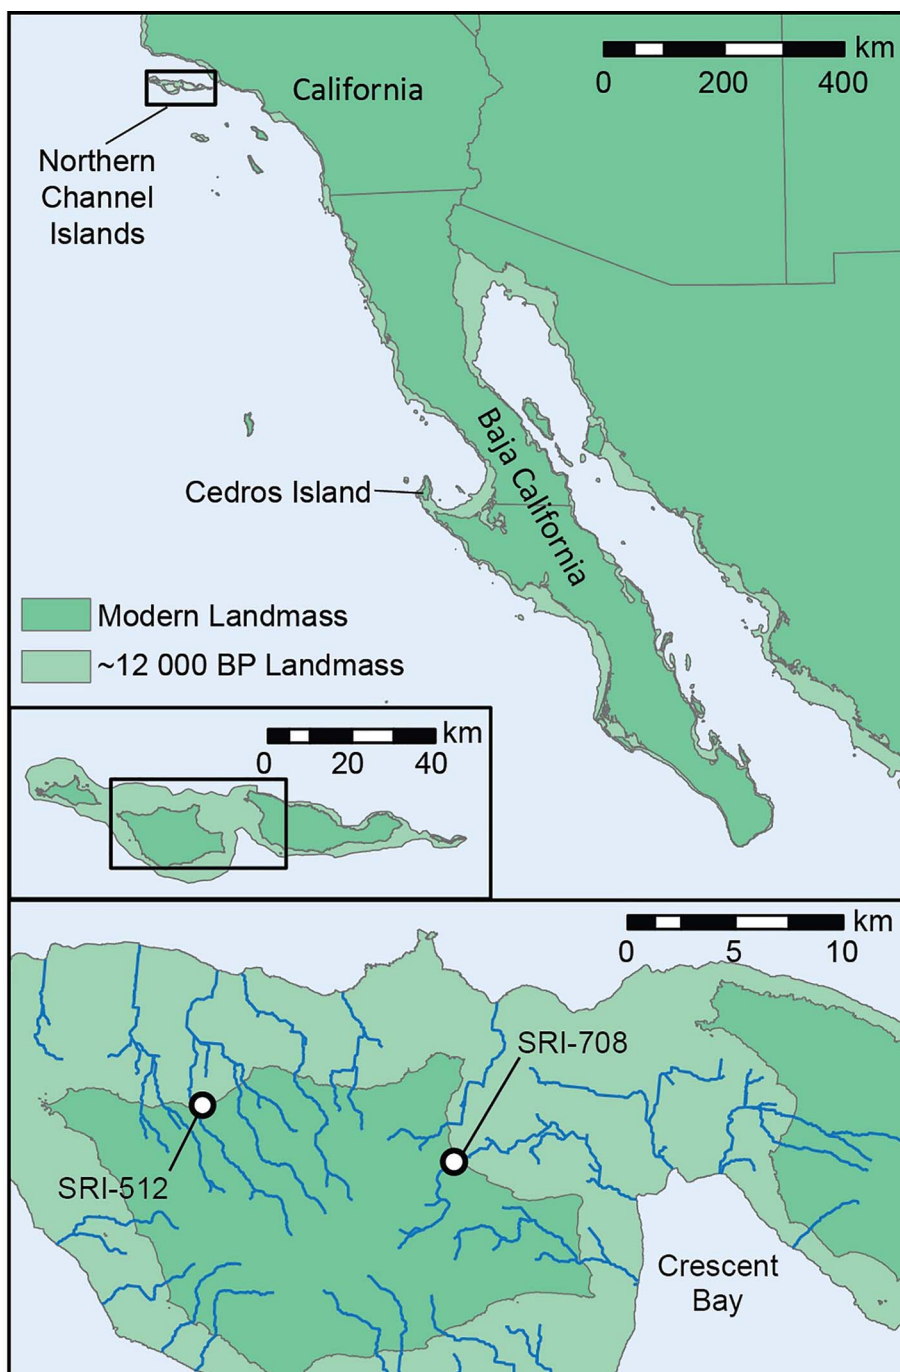 km
0 200 400
California
Northern
Channel
Islands
Baja California
Cedros Island
Modern Landmass
~12 000 BP Landmass
km
0 20 40
km
0 5 10
SRI-708
SRI-512
Crescent
Bay